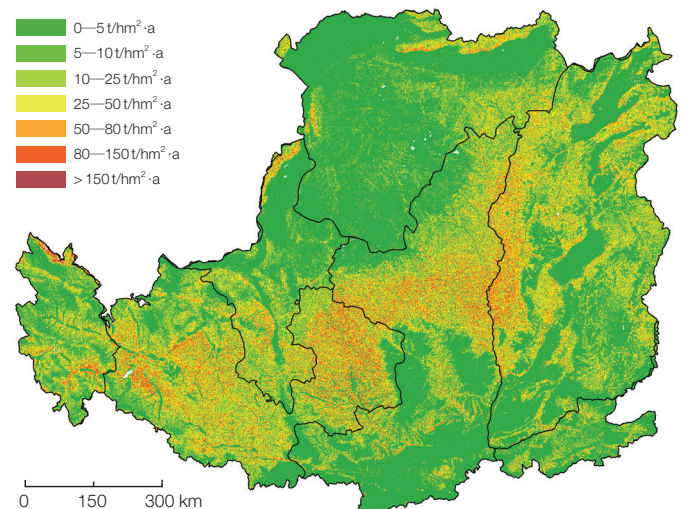 0—5 t/hm²·a
5—10 t/hm²·a
10—25 t/hm²·a
25—50 t/hm²·a
50—80 t/hm²·a
80—150 t/hm²·a
> 150 t/hm²·a
0 150 300 km